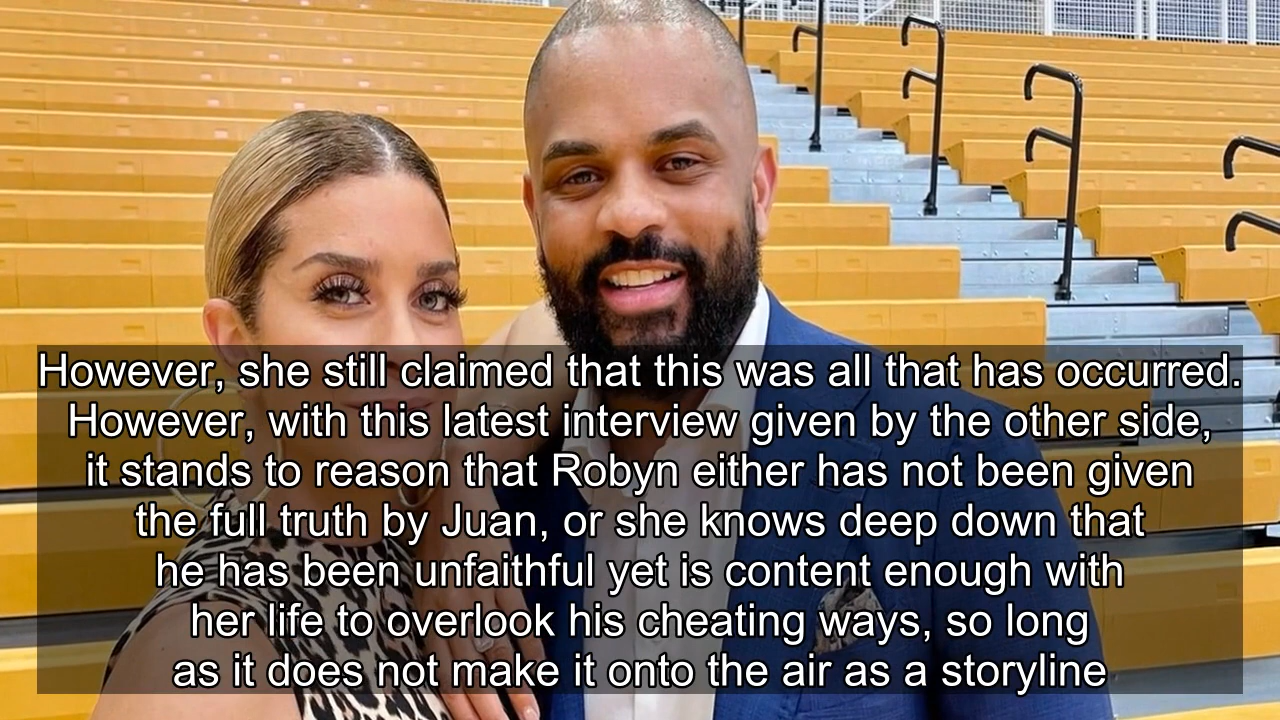 However, she still claimed that this was all that has occurred.
However, with this latest interview given by the other side,
it stands to reason that Robyn either has not been given
the full truth by Juan, or she knows deep down that
he has been unfaithful yet is content enough with
her life to overlook his cheating ways, so long
as it does not make it onto the air as a storyline